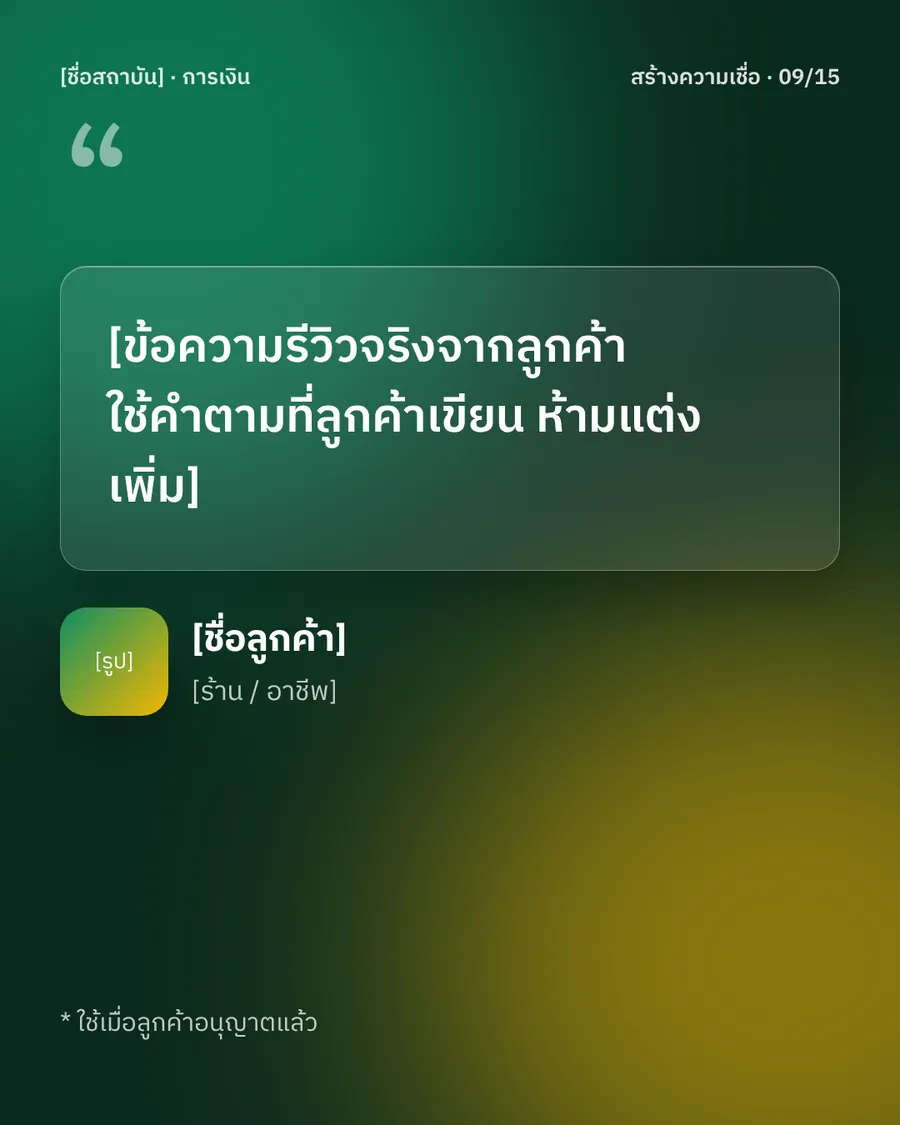 [ชื่อสถาบัน] · การเงิน
สร้างความเชื่อ · 09/15
“
[ข้อความรีวิวจริงจากลูกค้า
ใช้คำตามที่ลูกค้าเขียน ห้ามแต่ง
เพิ่ม]
[รูป]
[ชื่อลูกค้า]
[ร้าน / อาชีพ]
* ใช้เมื่อลูกค้าอนุญาตแล้ว